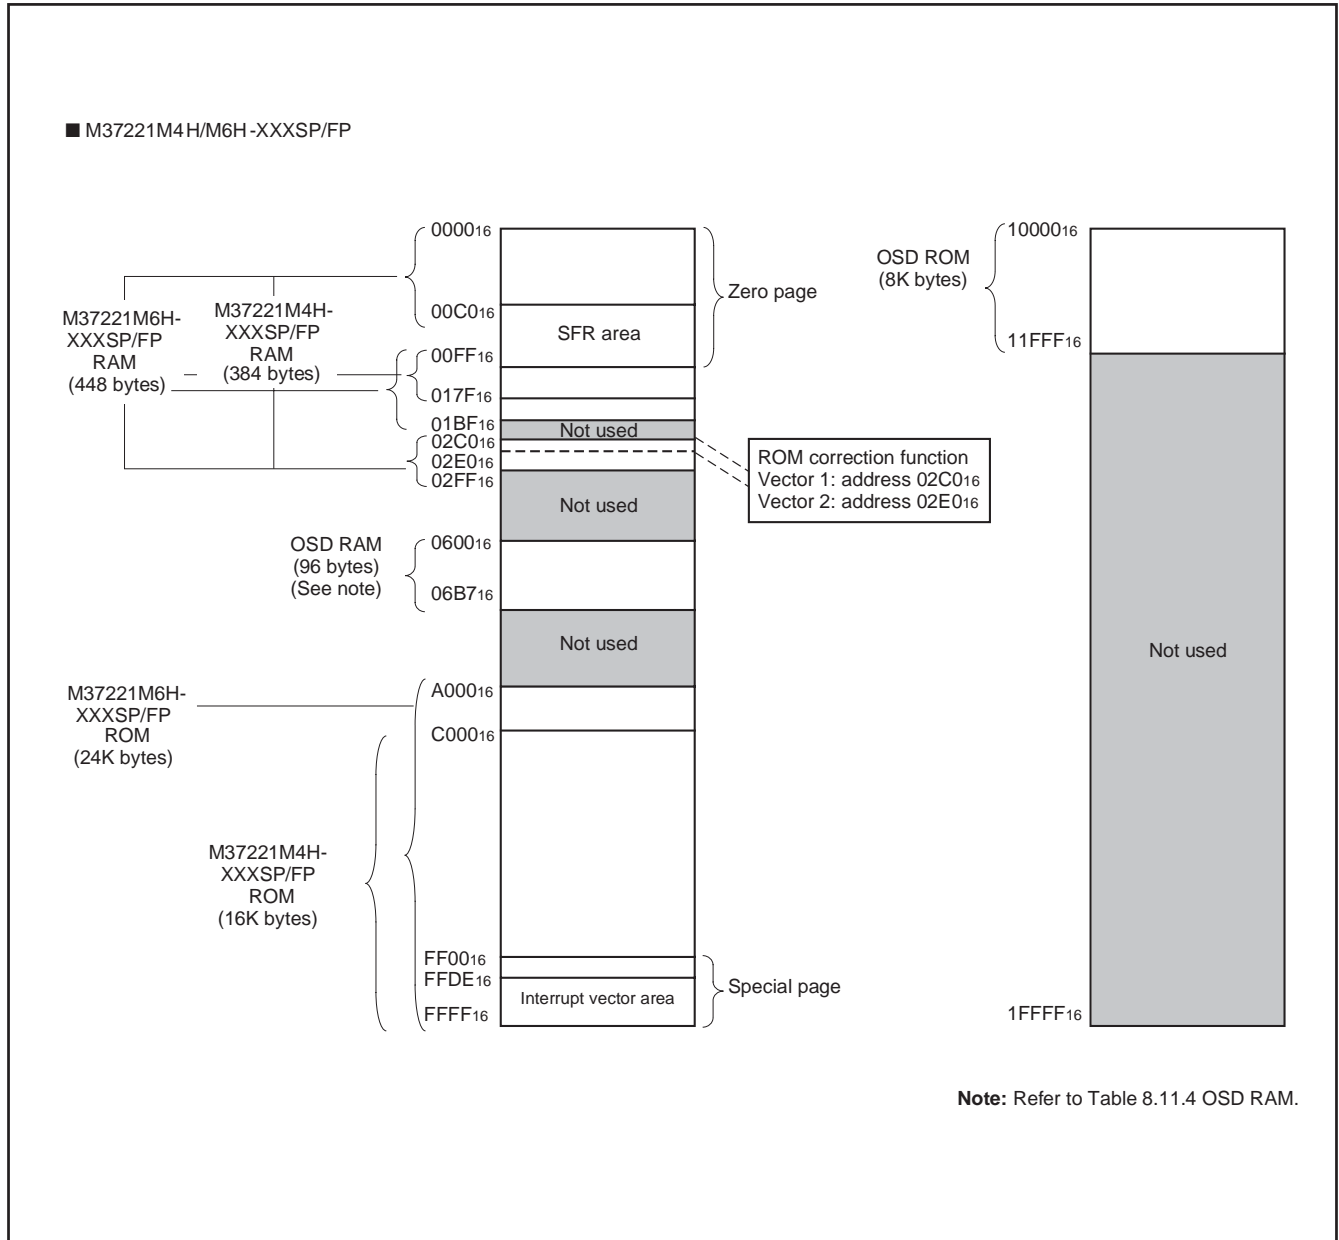 ■ M37221M4H/M6H-XXXSP/FP
M37221M6H-
XXXSP/FP
RAM
(448 bytes)
M37221M4H-
XXXSP/FP
RAM
(384 bytes)
0000₁₆
00C0₁₆
00FF₁₆
017F₁₆
01BF₁₆
02C0₁₆
02E0₁₆
02FF₁₆
SFR area
Not used
Not used
Zero page
ROM correction function
Vector 1: address 02C0₁₆
Vector 2: address 02E0₁₆
OSD RAM
(96 bytes)
(See note)
0600₁₆
06B7₁₆
Not used
M37221M6H-
XXXSP/FP
ROM
(24K bytes)
A000₁₆
C000₁₆
M37221M4H-
XXXSP/FP
ROM
(16K bytes)
FF00₁₆
FFDE₁₆
FFFF₁₆
Interrupt vector area
Special page
OSD ROM
(8K bytes)
10000₁₆
11FFF₁₆
Not used
1FFFF₁₆
Note: Refer to Table 8.11.4 OSD RAM.